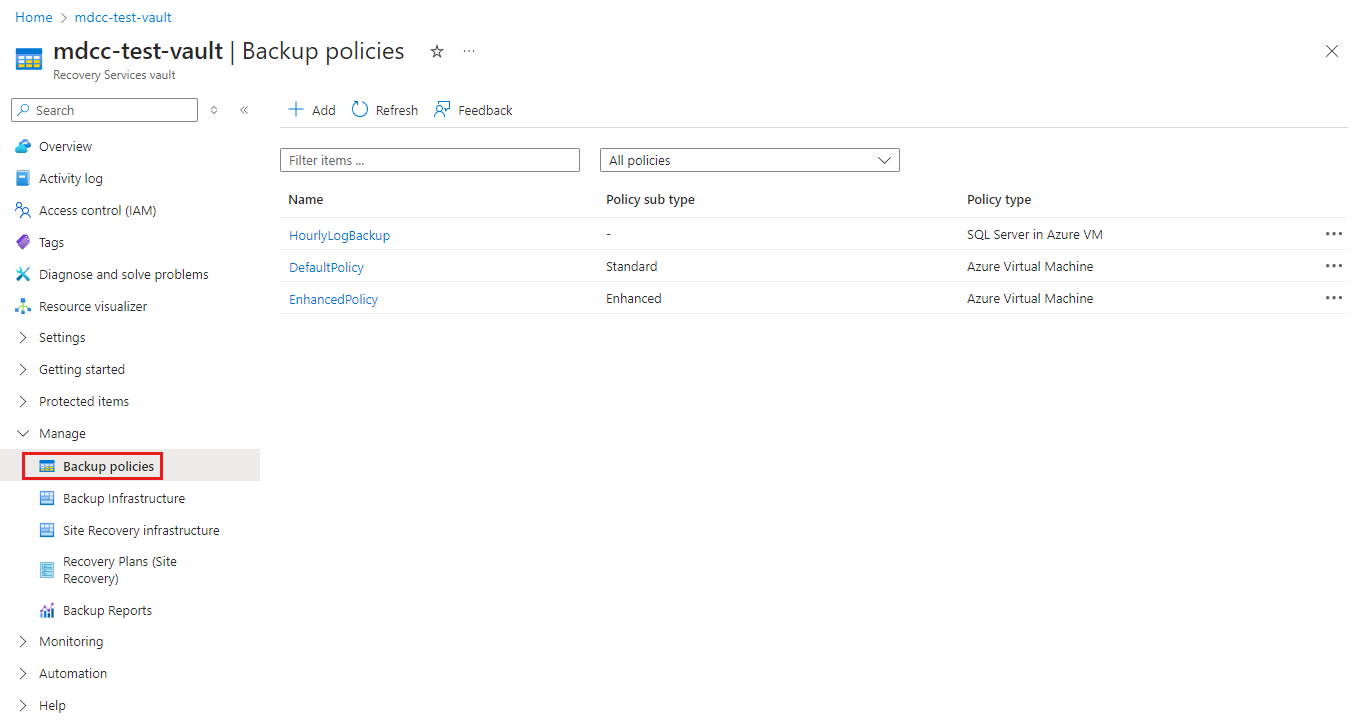 Home > mdcc-test-vault
mdcc-test-vault | Backup policies
Recovery Services vault
Search
Add Refresh Feedback
Overview
Activity log
Access control (IAM)
Tags
Diagnose and solve problems
Resource visualizer
Settings
Getting started
Protected items
Manage
Backup policies
Backup Infrastructure
Site Recovery infrastructure
Recovery Plans (Site
Recovery)
Backup Reports
Monitoring
Automation
Help
Filter items ... All policies
Name Policy sub type Policy type
HourlyLogBackup - SQL Server in Azure VM
DefaultPolicy Standard Azure Virtual Machine
EnhancedPolicy Enhanced Azure Virtual Machine